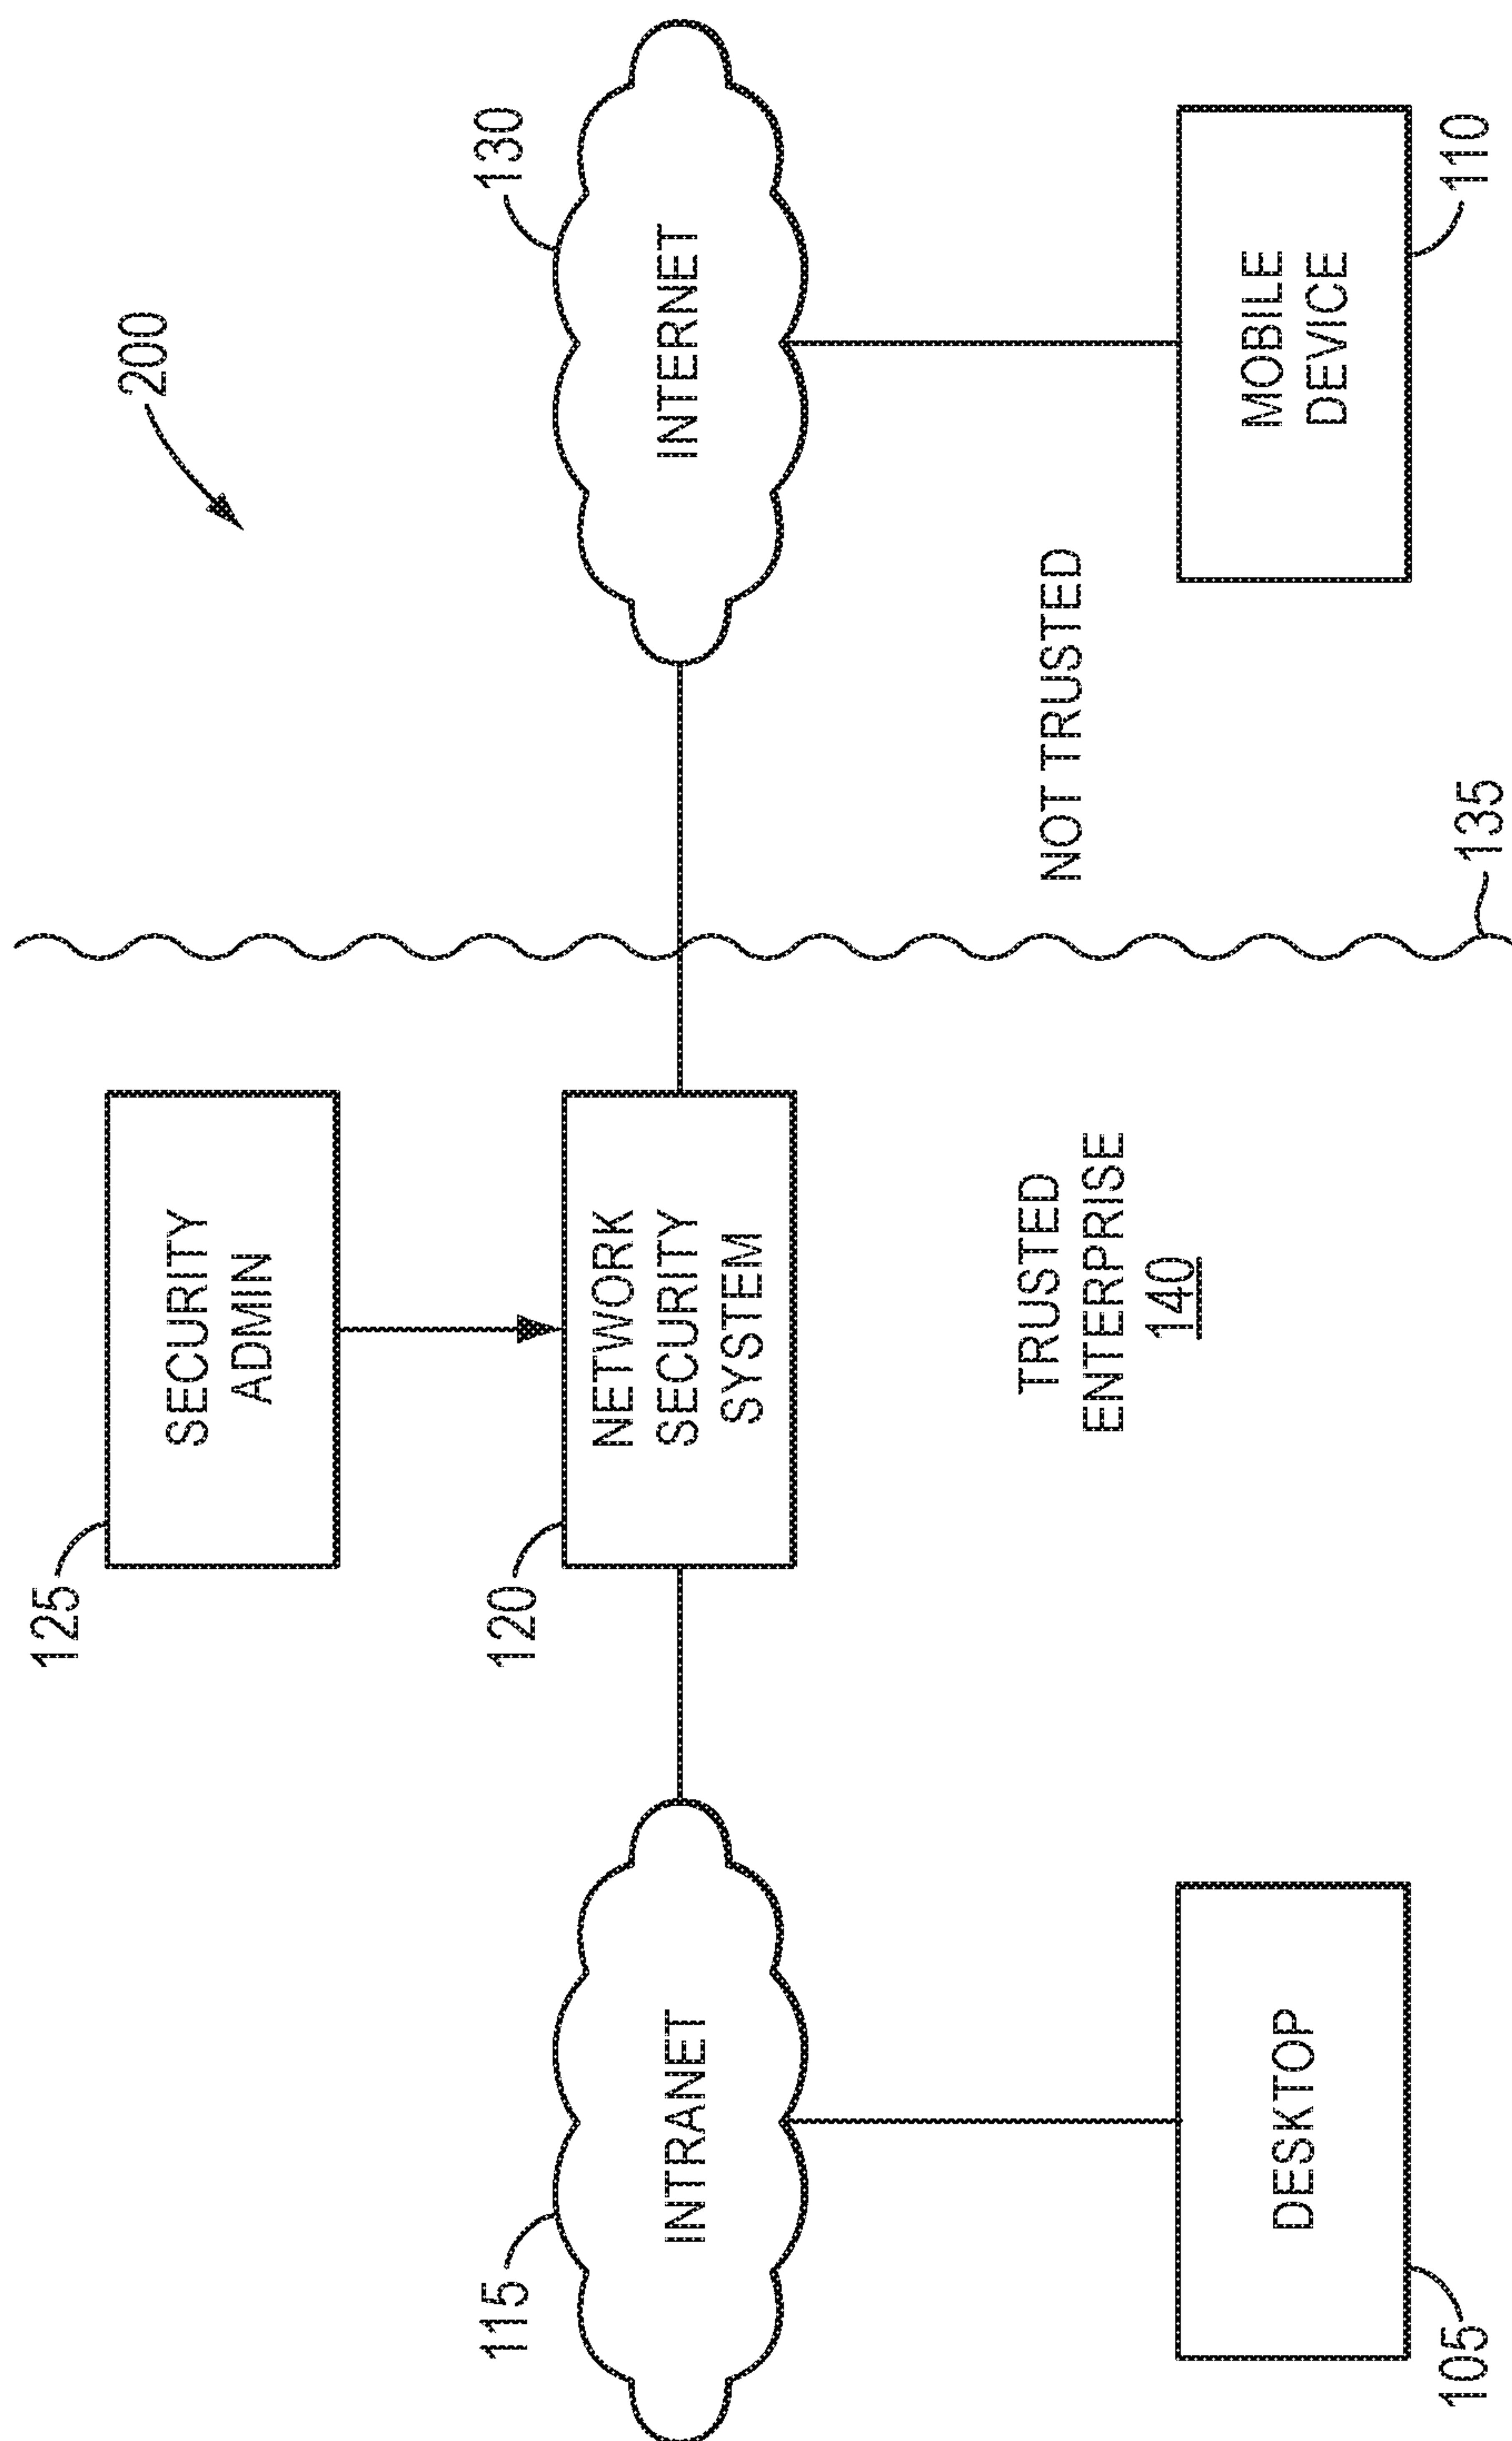 200
125
SECURITY
ADMIN
115
INTRANET
120
NETWORK
SECURITY
SYSTEM
130
INTERNET
TRUSTED
ENTERPRISE
140
NOT TRUSTED
DESKTOP
105
MOBILE
DEVICE
110
135